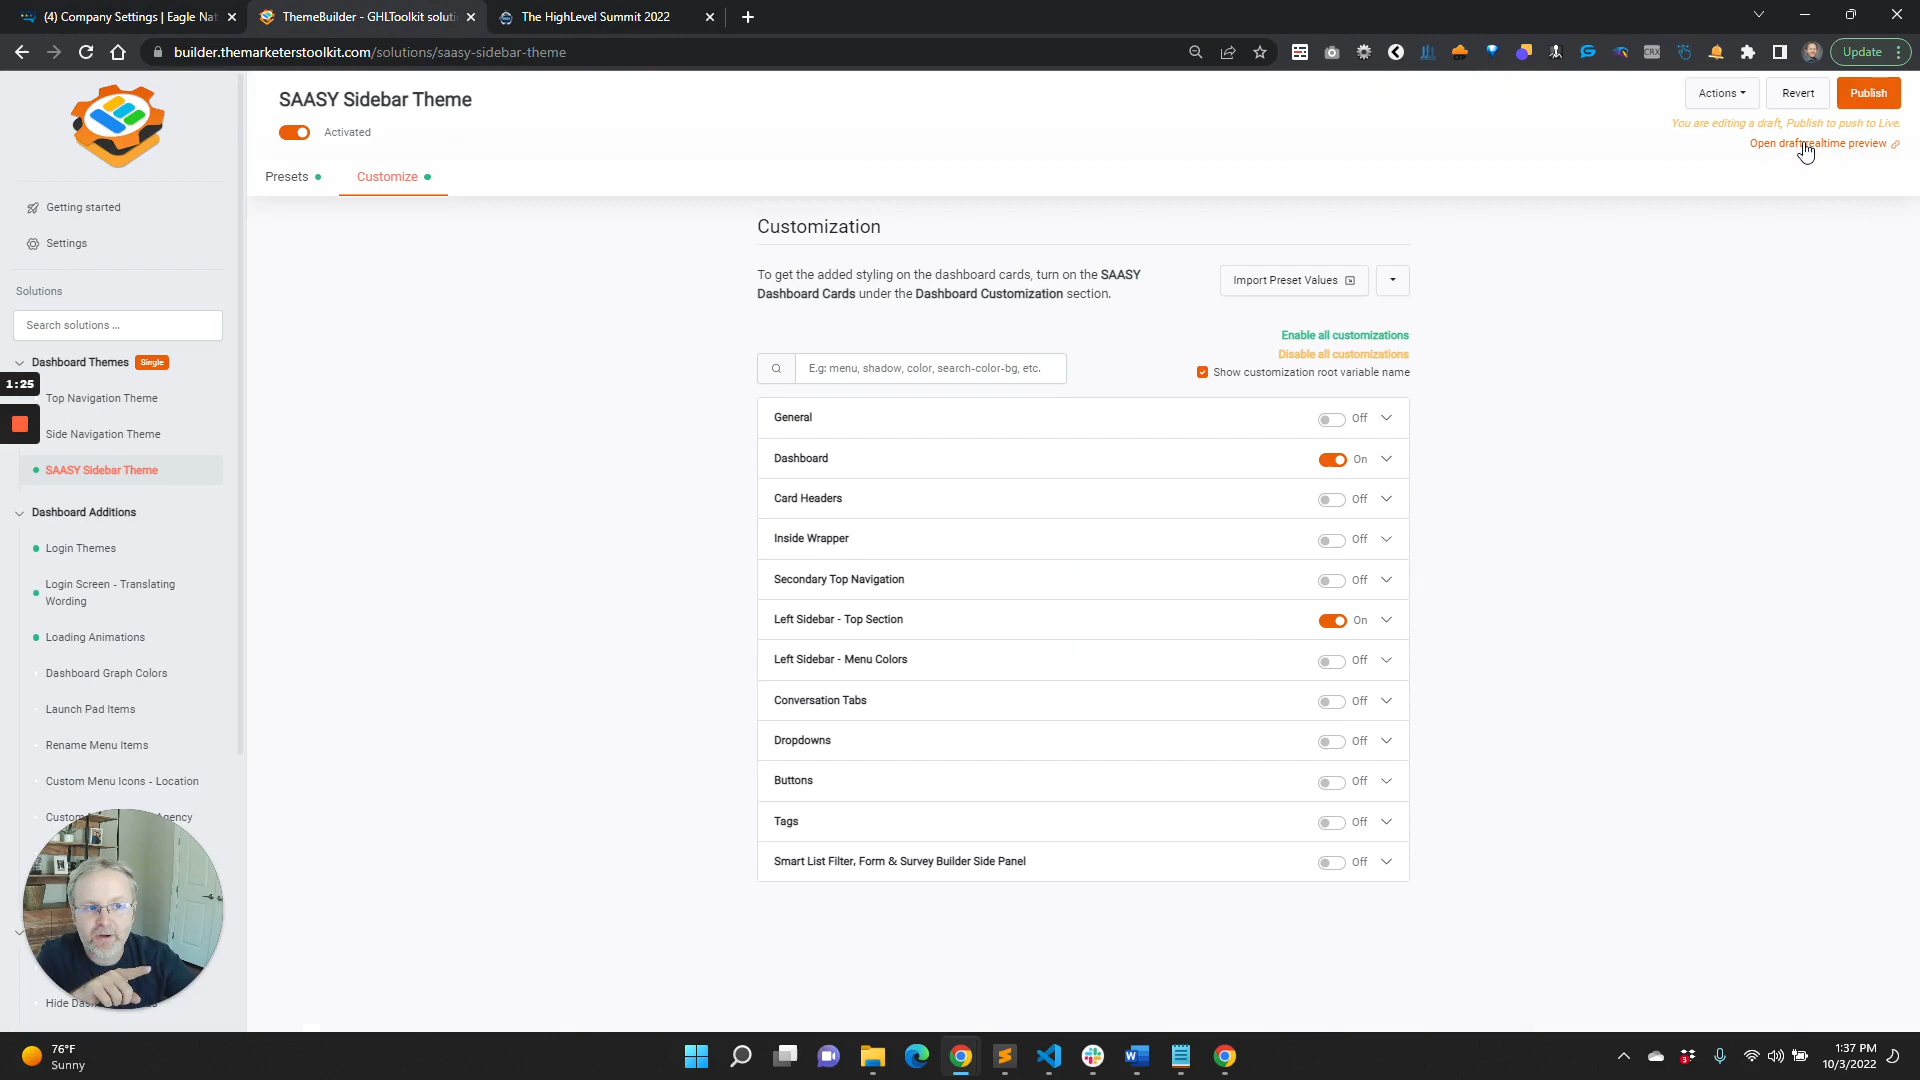 (4) Company Settings | Eagle Nat
ThemeBuilder - GHLToolkit soluti
The HighLevel Summit 2022
builder.themarketerstoolkit.com/solutions/saasy-sidebar-theme
CRX
Update
SAASY Sidebar Theme
Activated
Actions
Revert
Publish
You are editing a draft, Publish to push to Live.
Open draft realtime preview
Presets
Customize
Getting started
Settings
Solutions
Search solutions ...
Dashboard Themes Single
1:25
Top Navigation Theme
Side Navigation Theme
SAASY Sidebar Theme
Dashboard Additions
Login Themes
Login Screen - Translating
Wording
Loading Animations
Dashboard Graph Colors
Launch Pad Items
Rename Menu Items
Custom Menu Icons - Location
Custom
gency
Hide Das
Customization
To get the added styling on the dashboard cards, turn on the SAASY
Dashboard Cards under the Dashboard Customization section.
Import Preset Values
Enable all customizations
Disable all customizations
Show customization root variable name
E.g: menu, shadow, color, search-color-bg, etc.
General Off
Dashboard On
Card Headers Off
Inside Wrapper Off
Secondary Top Navigation Off
Left Sidebar - Top Section On
Left Sidebar - Menu Colors Off
Conversation Tabs Off
Dropdowns Off
Buttons Off
Tags Off
Smart List Filter, Form & Survey Builder Side Panel Off
76°F
Sunny
1:37 PM
10/3/2022